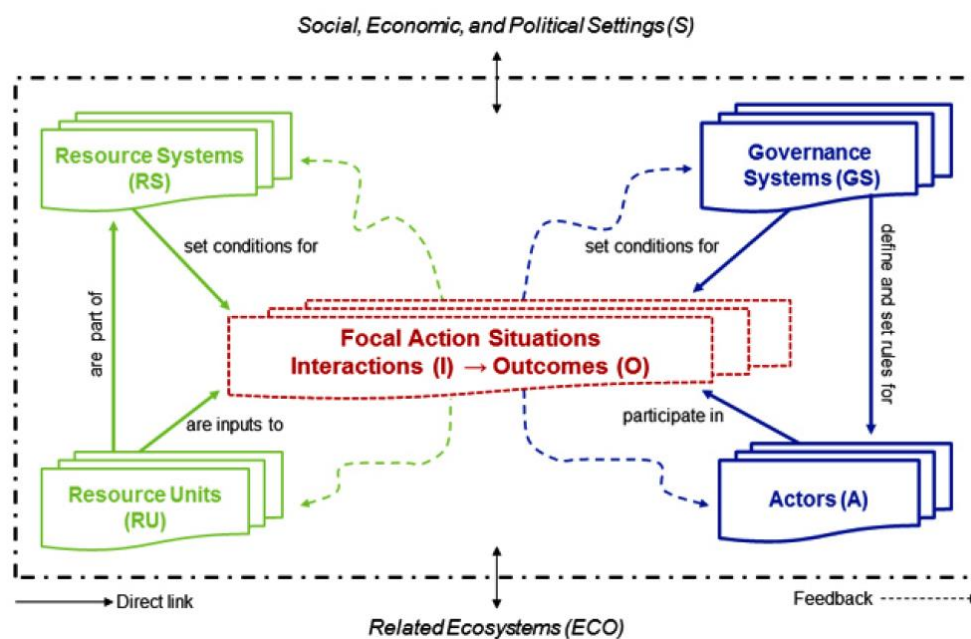 Social, Economic, and Political Settings (S)
Resource Systems
(RS)
Governance
Systems (GS)
set conditions for
set conditions for
are part of
define and set rules for
Focal Action Situations
Interactions (I) → Outcomes (O)
are inputs to
participate in
Resource Units
(RU)
Actors (A)
Direct link
Feedback
Related Ecosystems (ECO)